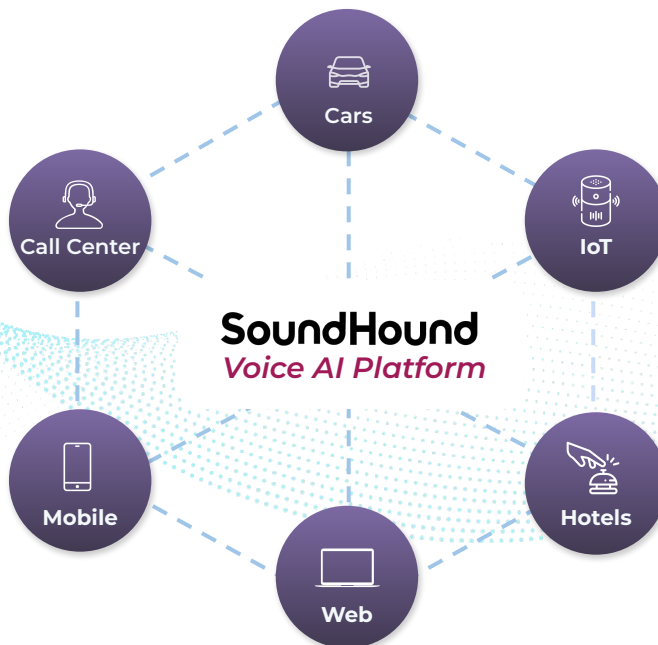 Cars
Call Center
IoT
SoundHound
Voice AI Platform
Mobile
Hotels
Web